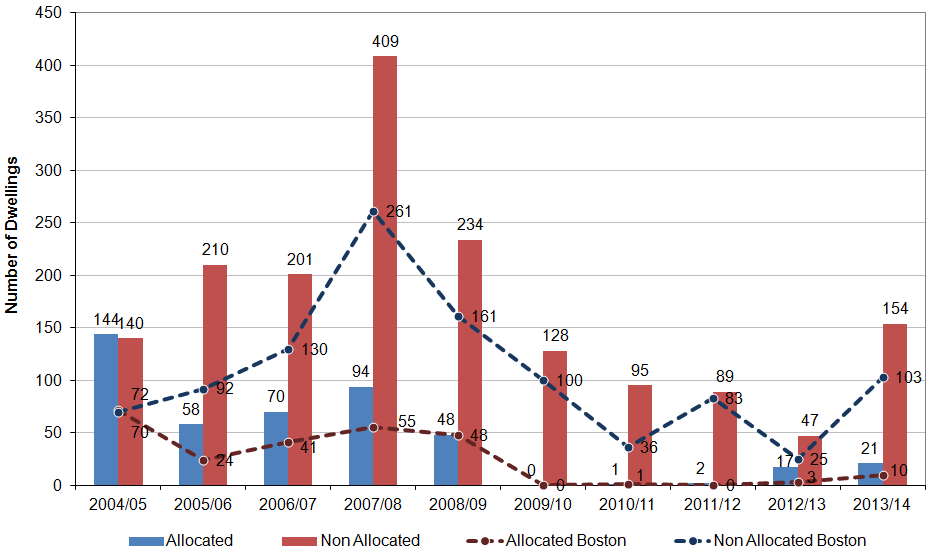 450
400
350
300
250
200
150
100
50
0
Number of Dwellings
144 140 72 70
58 210 92 24
70 201 130 41
94 409 261 55
48 234 161 48
0 128 100 0
1 95 36 1
2 89 83 0
17 47 25 3
21 154 103 10
2004/05 2005/06 2006/07 2007/08 2008/09 2009/10 2010/11 2011/12 2012/13 2013/14
Allocated Non Allocated Allocated Boston Non Allocated Boston